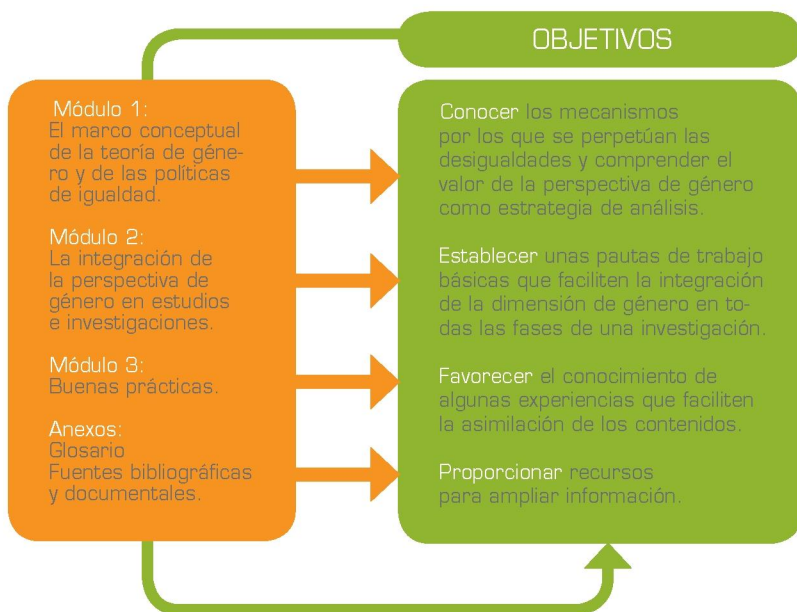 OBJETIVOS
Módulo 1:
El marco conceptual
de la teoría de géne-
ro y de las políticas
de igualdad.
Módulo 2:
La integración de
la perspectiva de
género en estudios
e investigaciones.
Módulo 3:
Buenas prácticas.
Anexos:
Glosario
Fuentes bibliográficas
y documentales.
Conocer los mecanismos
por los que se perpetúan las
desigualdades y comprender el
valor de la perspectiva de género
como estrategia de análisis.
Establecer unas pautas de trabajo
básicas que faciliten la integración
de la dimensión de género en to-
das las fases de una investigación.
Favorecer el conocimiento de
algunas experiencias que faciliten
la asimilación de los contenidos.
Proporcionar recursos
para ampliar información.